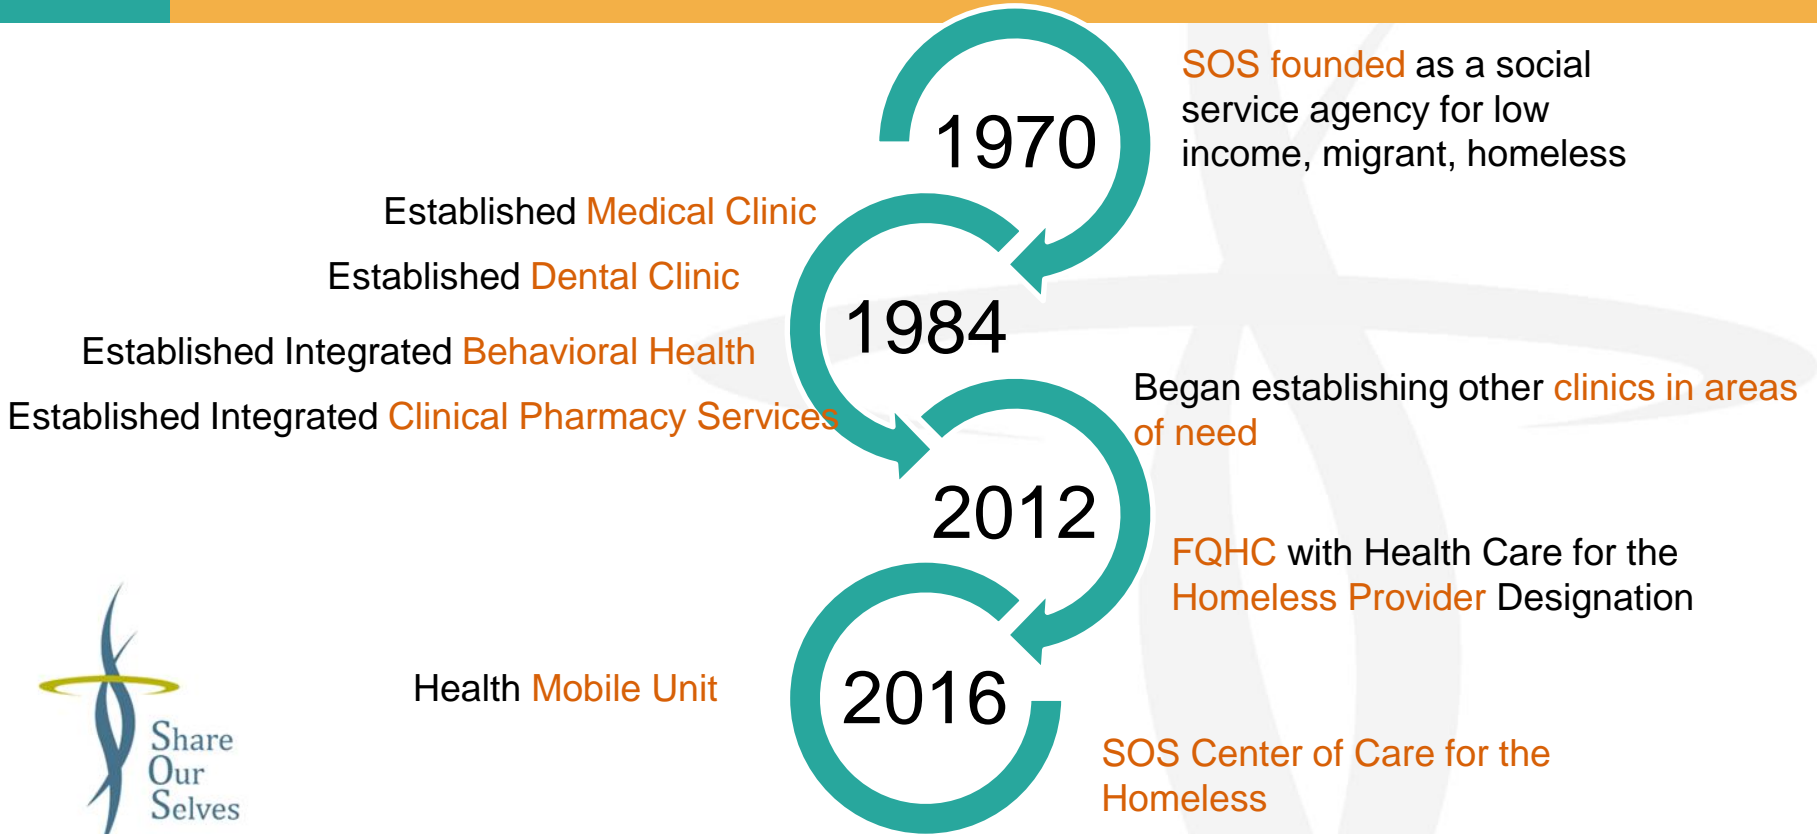 1970
SOS founded as a social
service agency for low
income, migrant, homeless
Established Medical Clinic
Established Dental Clinic
Established Integrated Behavioral Health
Established Integrated Clinical Pharmacy Services
1984
Began establishing other clinics in areas
of need
2012
FQHC with Health Care for the
Homeless Provider Designation
Health Mobile Unit
2016
SOS Center of Care for the
Homeless
Share
Our
Selves